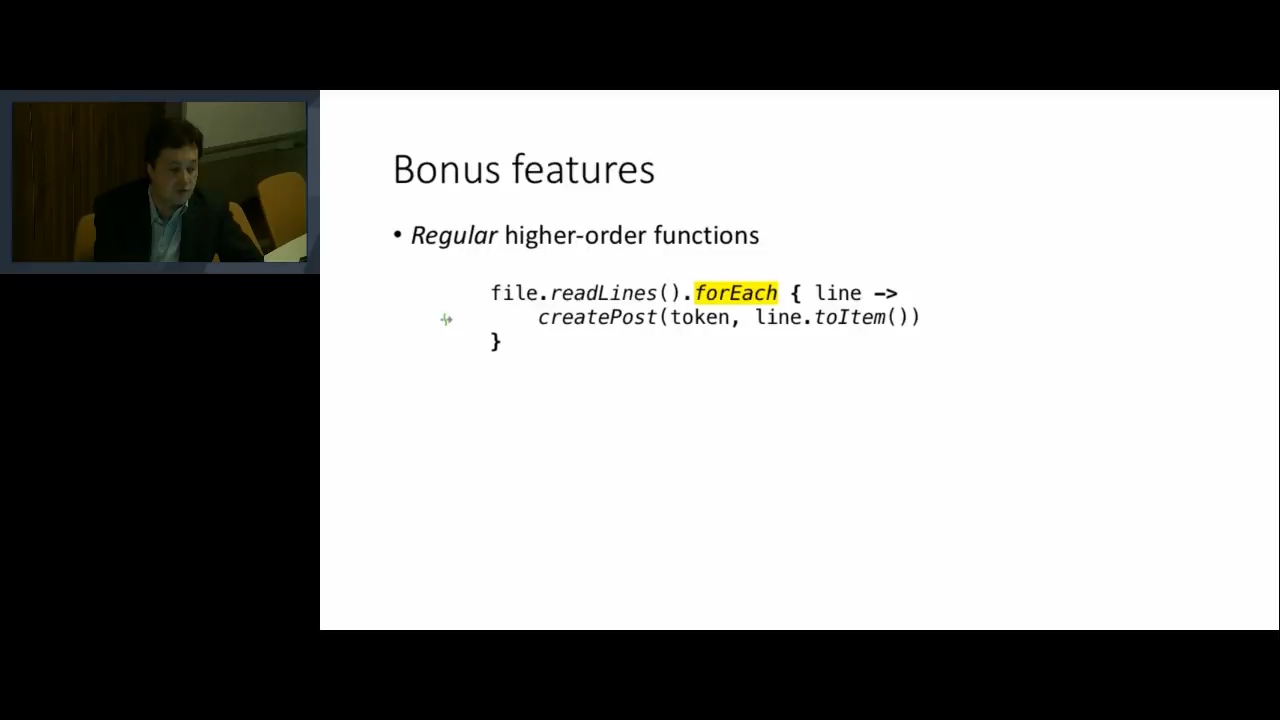 Bonus features
• Regular higher-order functions
file.readLines().forEach { line ->
createPost(token, line.toItem())
}